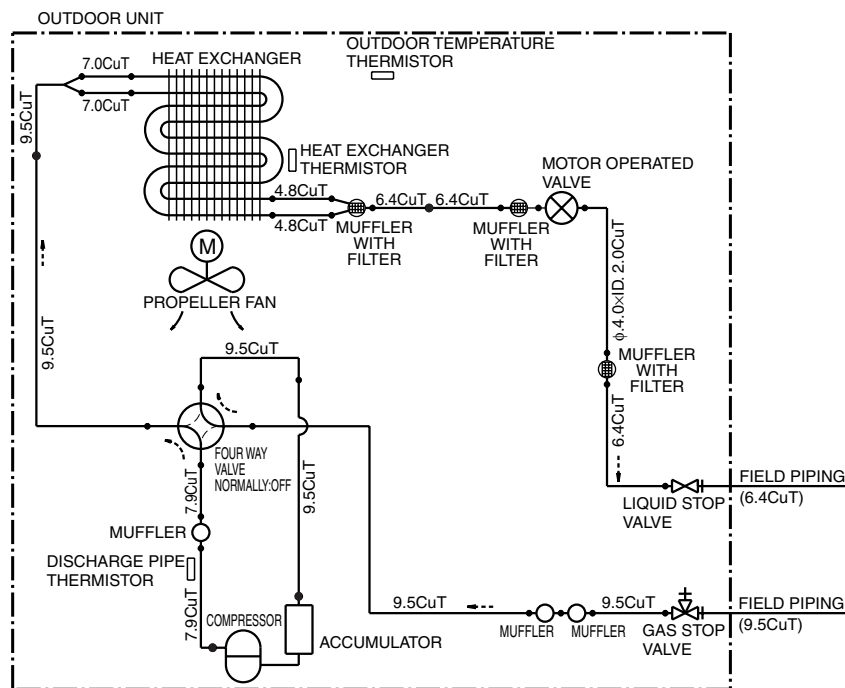 OUTDOOR UNIT
HEAT EXCHANGER
OUTDOOR TEMPERATURE
THERMISTOR
7.0CuT
7.0CuT
9.5CuT
HEAT EXCHANGER
THERMISTOR
MOTOR OPERATED
VALVE
4.8CuT
6.4CuT
6.4CuT
4.8CuT
MUFFLER
WITH
FILTER
MUFFLER
WITH
FILTER
M
PROPELLER FAN
ϕ.4.0×ID. 2.0CuT
9.5CuT
9.5CuT
MUFFLER
WITH
FILTER
6.4CuT
FOUR WAY
VALVE
NORMALLY:OFF
7.9CuT
9.5CuT
FIELD PIPING
(6.4CuT)
LIQUID STOP
VALVE
MUFFLER
DISCHARGE PIPE
THERMISTOR
7.9CuT
COMPRESSOR
ACCUMULATOR
9.5CuT
9.5CuT
MUFFLER
MUFFLER
GAS STOP
VALVE
FIELD PIPING
(9.5CuT)